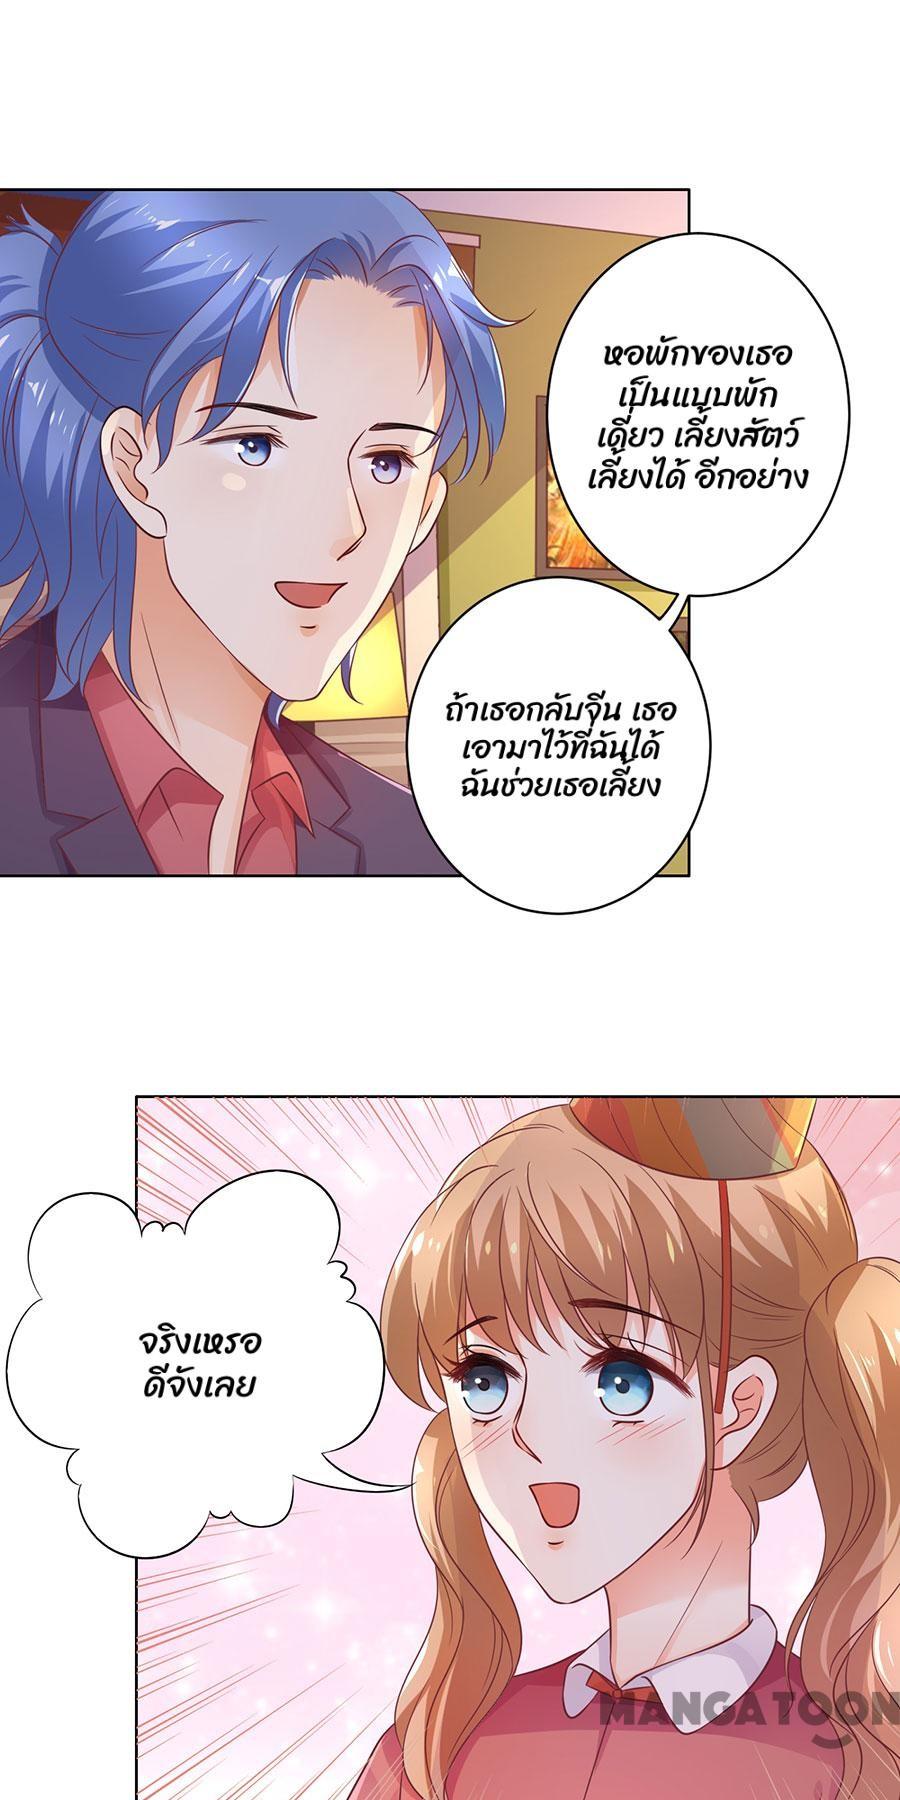 หอพักของเธอ
เป็นแบบพัก
เดี่ยว เลี้ยงสัตว์
เลี้ยงได้ อีกอย่าง
ถ้าเธอกลับจีน เธอ
เอามาไว้ที่ฉันได้
ฉันช่วยเธอเลี้ยง
จริงเหรอ
ดีจังเลย
MANGATOON